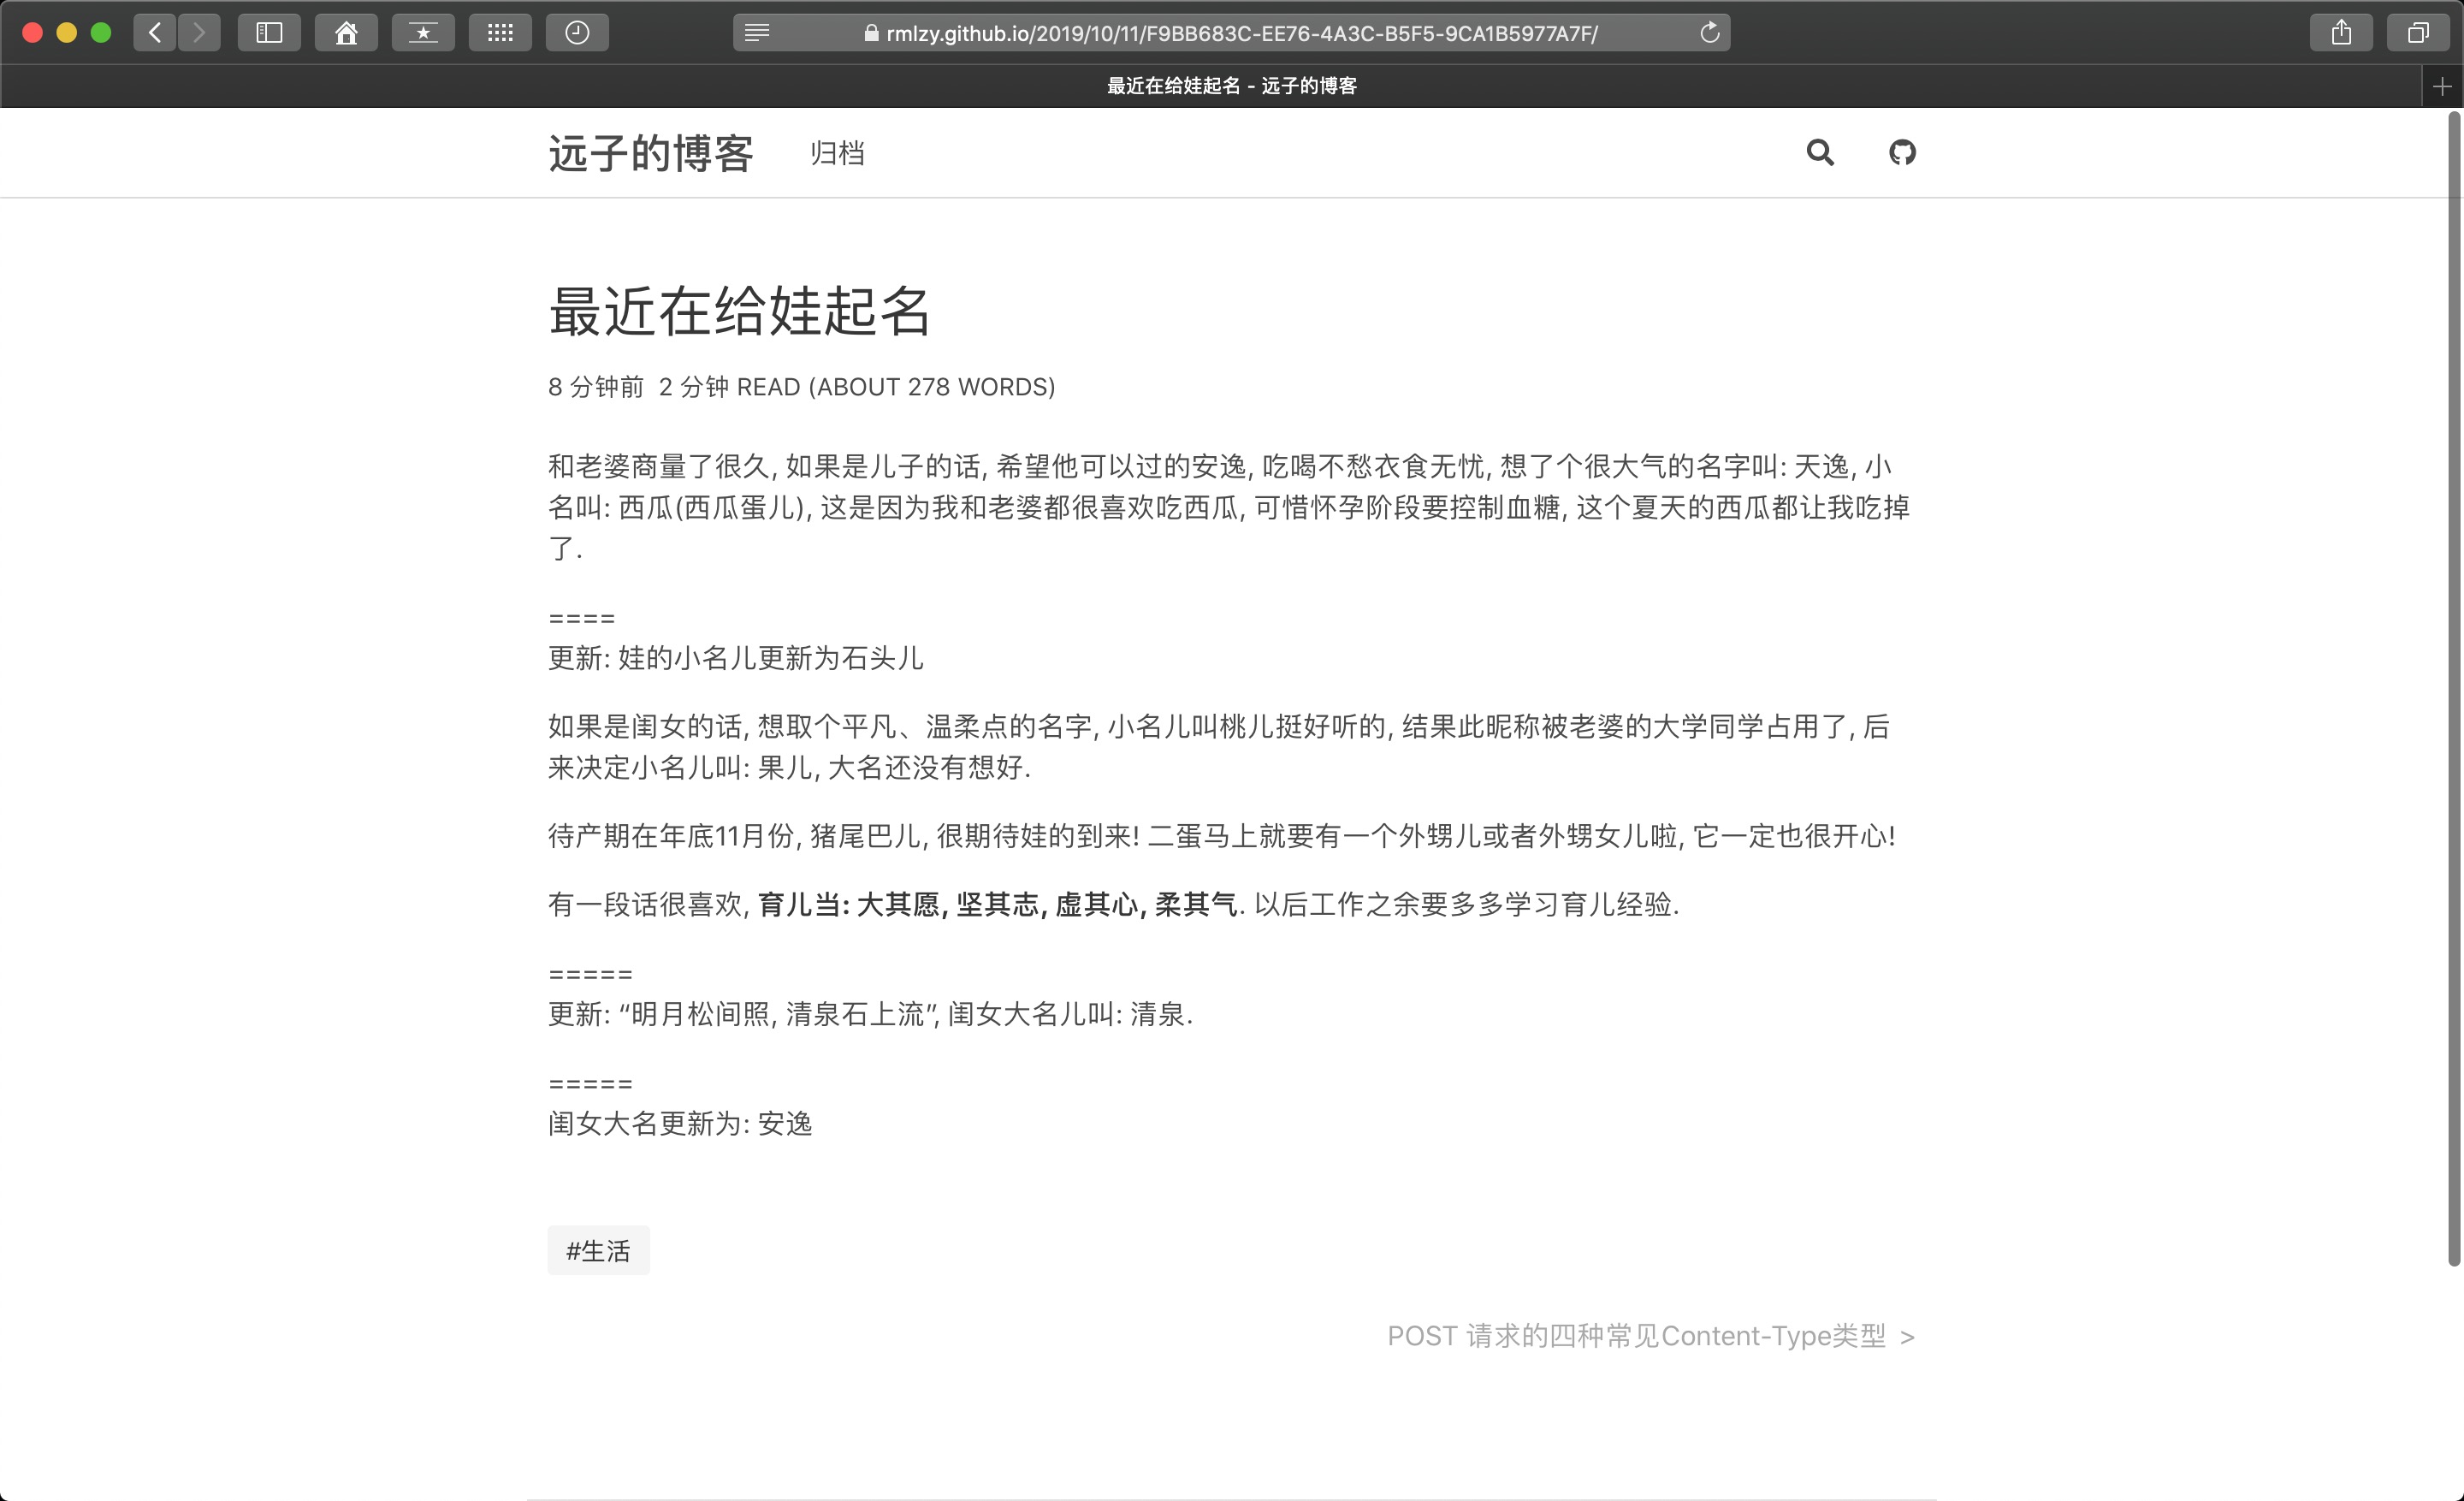 rmlzy.github.io/2019/10/11/F9BB683C-EE76-4A3C-B5F5-9CA1B5977A7F/
最近在给娃起名 - 远子的博客
远子的博客 归档
最近在给娃起名
8 分钟前 2 分钟 READ (ABOUT 278 WORDS)
和老婆商量了很久, 如果是儿子的话, 希望他可以过的安逸, 吃喝不愁衣食无忧, 想了个很大气的名字叫: 天逸, 小
名叫: 西瓜(西瓜蛋儿), 这是因为我和老婆都很喜欢吃西瓜, 可惜怀孕阶段要控制血糖, 这个夏天的西瓜都让我吃掉
了.
====
更新: 娃的小名儿更新为石头儿
如果是闺女的话, 想取个平凡、温柔点的名字, 小名儿叫桃儿挺好听的, 结果此昵称被老婆的大学同学占用了, 后
来决定小名儿叫: 果儿, 大名还没有想好.
待产期在年底11月份, 猪尾巴儿, 很期待娃的到来! 二蛋马上就要有一个外甥儿或者外甥女儿啦, 它一定也很开心!
有一段话很喜欢, 育儿当: 大其愿, 坚其志, 虚其心, 柔其气. 以后工作之余要多多学习育儿经验.
=====
更新: “明月松间照, 清泉石上流”, 闺女大名儿叫: 清泉.
=====
闺女大名更新为: 安逸
#生活
POST 请求的四种常见Content-Type类型 >